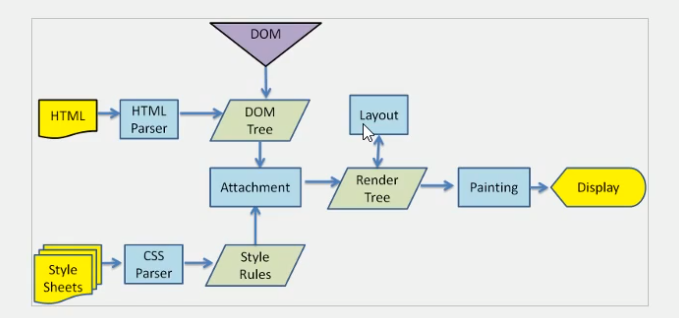 DOM
HTML
HTML
Parser
DOM
Tree
Layout
Attachment
Render
Tree
Painting
Display
Style
Sheets
CSS
Parser
Style
Rules